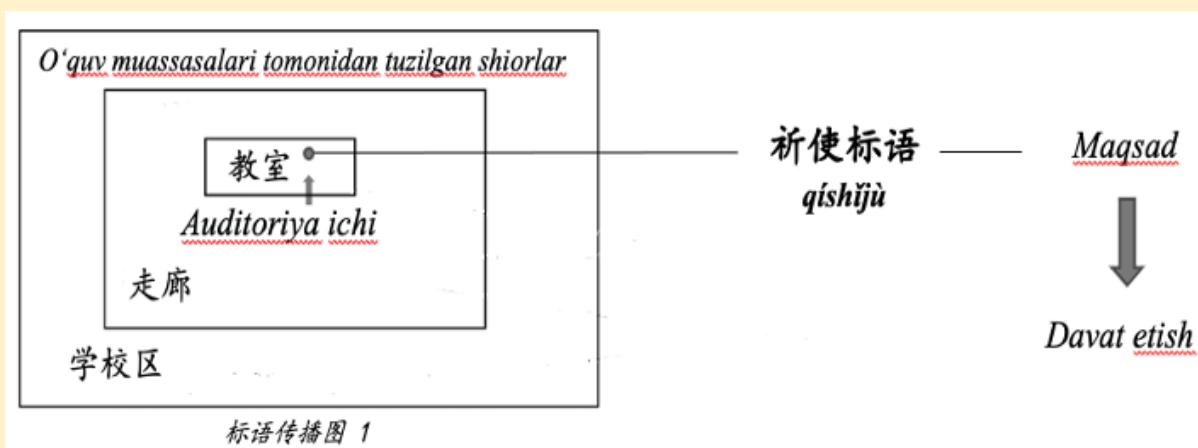 O‘quv muassasalari tomonidan tuzilgan shiorlar
教室
Auditoriya ichi
走廊
学校区
标语传播图 1
祈使标语
qíshǐjù
Maqsad
Davat etish